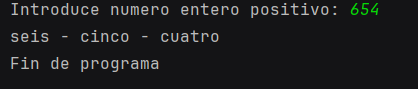 Introduce numero entero positivo: 654
seis - cinco - cuatro
Fin de programa